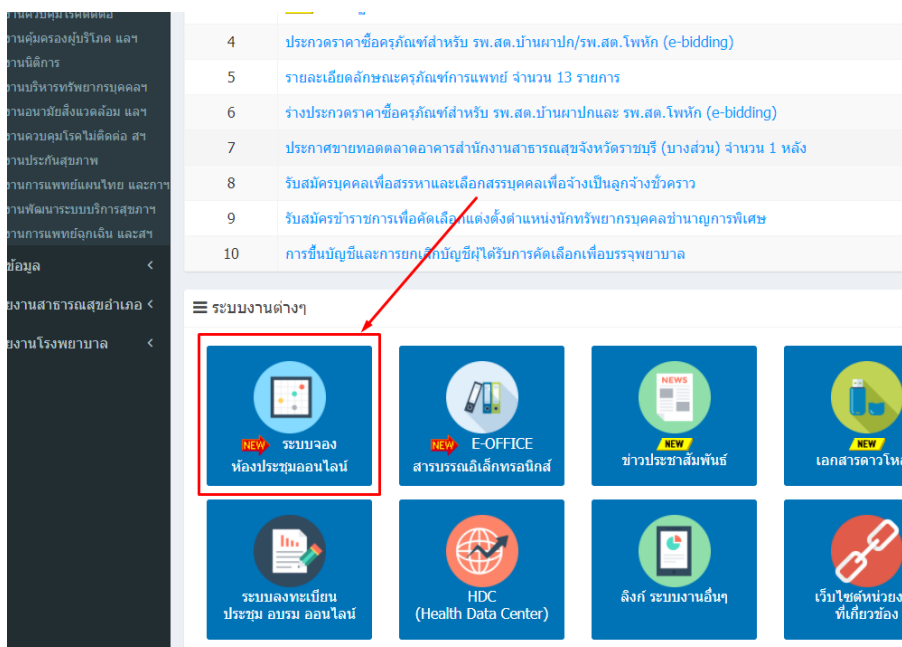 งานคุ้มครองผู้บริโภค และฯ
งานนิติการ
งานบริหารทรัพยากรบุคคลฯ
งานอนามัยสิ่งแวดล้อม และฯ
งานควบคุมโรคไม่ติดต่อ สฯ
งานประกันสุขภาพ
งานการแพทย์แผนไทย และกาฯ
งานพัฒนาระบบบริการสุขภาฯ
งานการแพทย์ฉุกเฉิน และสฯ
ข้อมูล
ยงานสาธารณสุขอำเภอ
ยงานโรงพยาบาล
4 ประกวดราคาซื้อครุภัณฑ์สำหรับ รพ.สต.บ้านผาปก/รพ.สต.โพหัก (e-bidding)
5 รายละเอียดลักษณะครุภัณฑ์การแพทย์ จำนวน 13 รายการ
6 ร่างประกวดราคาซื้อครุภัณฑ์สำหรับ รพ.สต.บ้านผาปกและ รพ.สต.โพหัก (e-bidding)
7 ประกาศขายทอดตลาดอาคารสำนักงานสาธารณสุขจังหวัดราชบุรี (บางส่วน) จำนวน 1 หลัง
8 รับสมัครบุคคลเพื่อสรรหาและเลือกสรรบุคคลเพื่อจ้างเป็นลูกจ้างชั่วคราว
9 รับสมัครข้าราชการเพื่อคัดเลือกแต่งตั้งตำแหน่งนักทรัพยากรบุคคลชำนาญการพิเศษ
10 การขึ้นบัญชีและการยกเลิกบัญชีผู้ได้รับการคัดเลือกเพื่อบรรจุพยาบาล
ระบบงานต่างๆ
NEW ระบบจอง
ห้องประชุมออนไลน์
NEW E-OFFICE
สารบรรณอิเล็กทรอนิกส์
NEWS
NEW
ข่าวประชาสัมพันธ์
NEW
เอกสารดาวโหล
ระบบลงทะเบียน
ประชุม อบรม ออนไลน์
HDC
(Health Data Center)
ลิงก์ ระบบงานอื่นๆ
เว็บไซต์หน่วยง
ที่เกี่ยวข้อง